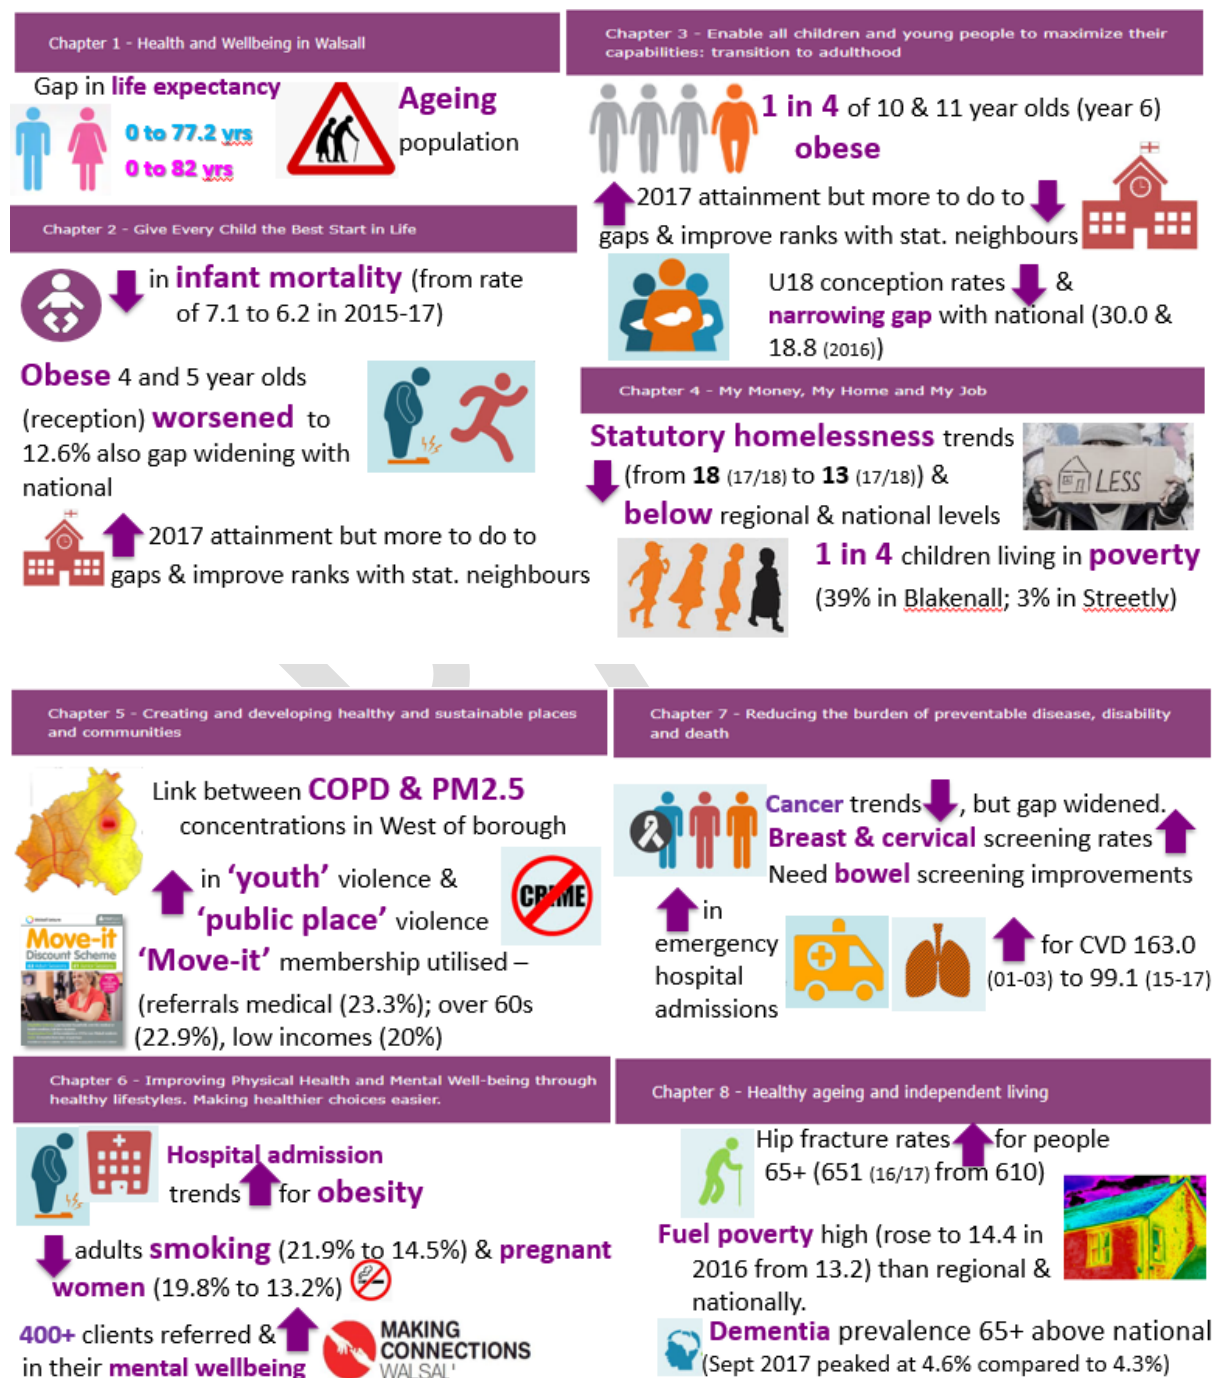 Chapter 1 - Health and Wellbeing in Walsall
Gap in life expectancy
0 to 77.2 yrs
0 to 82 yrs
Ageing
population
Chapter 2 - Give Every Child the Best Start in Life
in infant mortality (from rate
of 7.1 to 6.2 in 2015-17)
Obese 4 and 5 year olds
(reception) worsened to
12.6% also gap widening with
national
2017 attainment but more to do to
gaps & improve ranks with stat. neighbours
Chapter 3 - Enable all children and young people to maximize their
capabilities: transition to adulthood
1 in 4 of 10 & 11 year olds (year 6)
obese
2017 attainment but more to do to
gaps & improve ranks with stat. neighbours
U18 conception rates &
narrowing gap with national (30.0 &
18.8 (2016))
Chapter 4 - My Money, My Home and My Job
Statutory homelessness trends
(from 18 (17/18) to 13 (17/18)) &
below regional & national levels
LESS
1 in 4 children living in poverty
(39% in Blakenall; 3% in Streetly)
Chapter 5 - Creating and developing healthy and sustainable places
and communities
Link between COPD & PM2.5
concentrations in West of borough
in ‘youth’ violence &
‘public place’ violence
CRIME
Move-it
Discount Scheme
‘Move-it’ membership utilised –
(referrals medical (23.3%); over 60s
(22.9%), low incomes (20%)
Chapter 6 - Improving Physical Health and Mental Well-being through
healthy lifestyles. Making healthier choices easier.
Hospital admission
trends for obesity
adults smoking (21.9% to 14.5%) & pregnant
women (19.8% to 13.2%)
400+ clients referred &
in their mental wellbeing
MAKING
CONNECTIONS
WALSALL
Chapter 7 - Reducing the burden of preventable disease, disability
and death
Cancer trends , but gap widened.
Breast & cervical screening rates
Need bowel screening improvements
in
emergency
hospital
admissions
for CVD 163.0
(01-03) to 99.1 (15-17)
Chapter 8 - Healthy ageing and independent living
Hip fracture rates for people
65+ (651 (16/17) from 610)
Fuel poverty high (rose to 14.4 in
2016 from 13.2) than regional &
nationally.
Dementia prevalence 65+ above national
(Sept 2017 peaked at 4.6% compared to 4.3%)